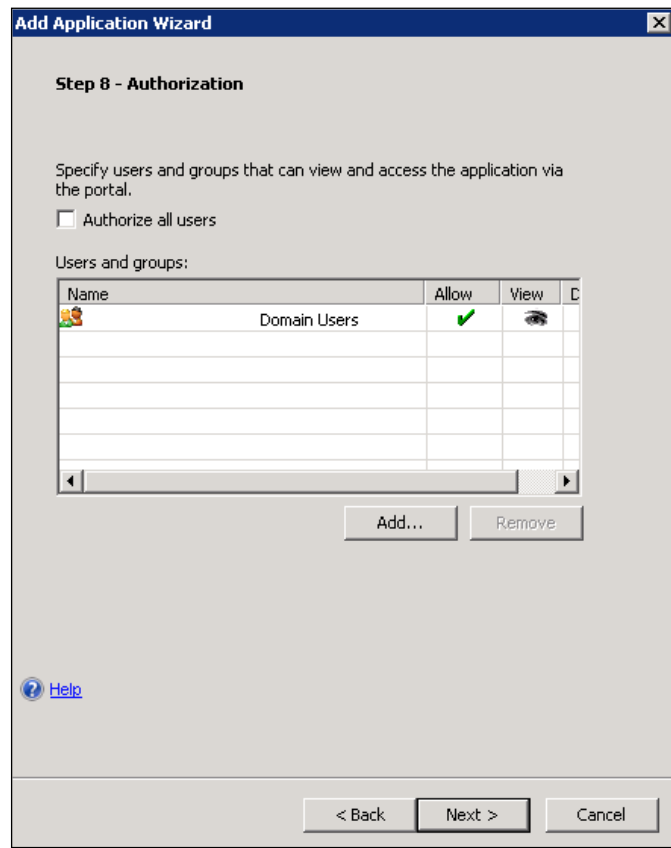 Add Application Wizard
Step 8 - Authorization
Specify users and groups that can view and access the application via
the portal.
Authorize all users
Users and groups:
Name Allow View D
Domain Users
Add... Remove
Help
< Back Next > Cancel